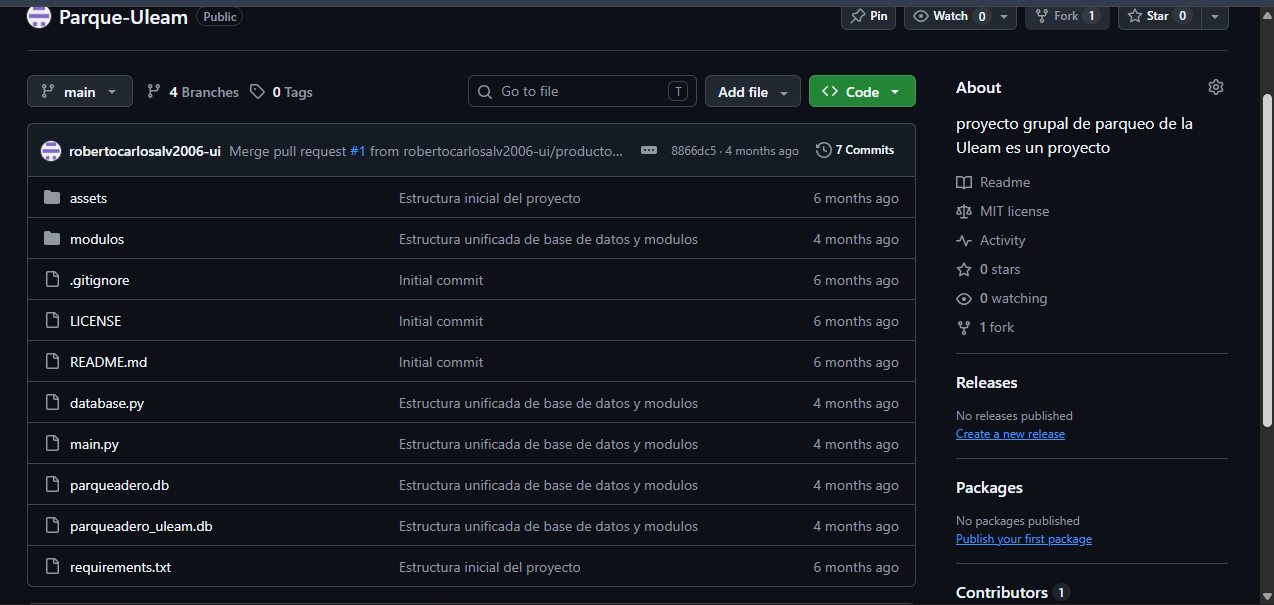 Parque-Uleam Public Pin Watch 0 Fork 1 Star 0
main 4 Branches 0 Tags Go to file T Add file Code
robertocarlosalv2006-ui Merge pull request #1 from robertocarlosalv2006-ui/producto... 8866dc5 · 4 months ago 7 Commits
assets Estructura inicial del proyecto 6 months ago
modulos Estructura unificada de base de datos y modulos 4 months ago
.gitignore Initial commit 6 months ago
LICENSE Initial commit 6 months ago
README.md Initial commit 6 months ago
database.py Estructura unificada de base de datos y modulos 4 months ago
main.py Estructura unificada de base de datos y modulos 4 months ago
parqueadero.db Estructura unificada de base de datos y modulos 4 months ago
parqueadero_uleam.db Estructura unificada de base de datos y modulos 4 months ago
requirements.txt Estructura inicial del proyecto 6 months ago
About
proyecto grupal de parqueo de la
Uleam es un proyecto
Readme
MIT license
Activity
0 stars
0 watching
1 fork
Releases
No releases published
Create a new release
Packages
No packages published
Publish your first package
Contributors 1